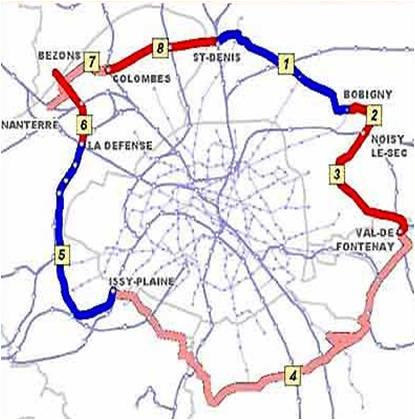 BEZONS
7
8
COLOMBES
ST-DENIS
1
BOBIGNY
2
NANTERRE
6
LA DEFENSE
NOISY
LE-SEC
3
VAL-DE
FONTENAY
5
ISSY-PLAINE
4